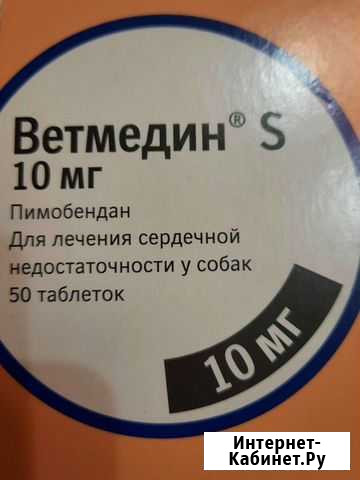 Ветмедин® S
10 мг
Пимобендан
Для лечения сердечной
недостаточности у собак
50 таблеток
10 мг
Интернет-
Кабинет.Ру